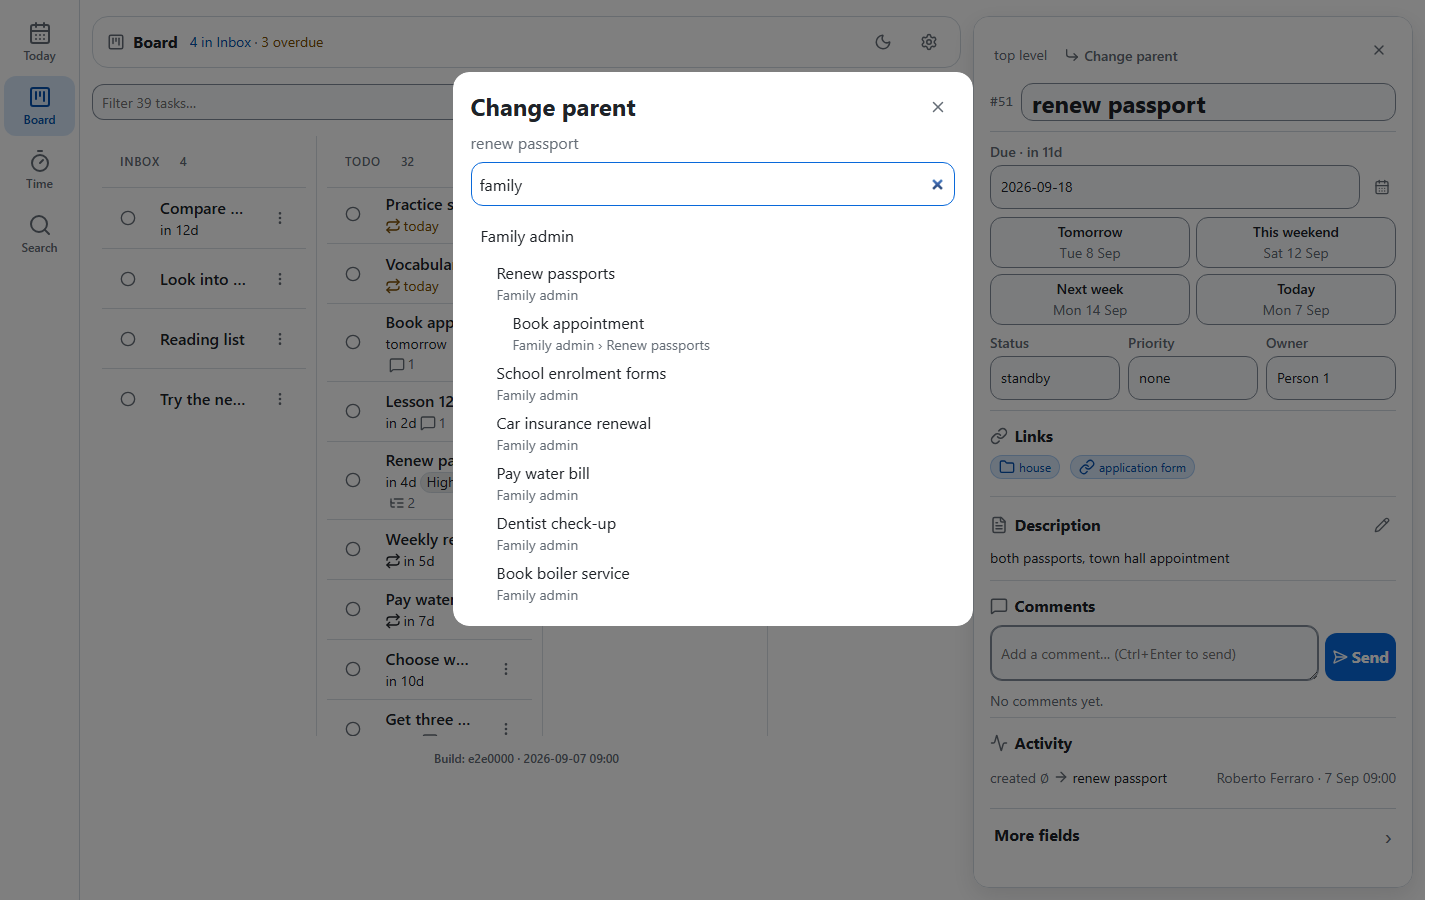 Today
Board
Time
Search
Board 4 in Inbox · 3 overdue
Filter 39 tasks...
INBOX 4
Compare ...
in 12d
Look into ...
Reading list
Try the ne...
TODO 32
Practice s
today
Vocabula
today
Book app
tomorrow
1
Lesson 12
in 2d 1
Renew pa
in 4d High
2
Weekly re
in 5d
Pay water
in 7d
Choose w...
in 10d
Get three ...
Build: e2e0000 · 2026-09-07 09:00
Change parent
renew passport
family
Family admin
Renew passports
Family admin
Book appointment
Family admin › Renew passports
School enrolment forms
Family admin
Car insurance renewal
Family admin
Pay water bill
Family admin
Dentist check-up
Family admin
Book boiler service
Family admin
top level Change parent
#51 renew passport
Due · in 11d
2026-09-18
Tomorrow
Tue 8 Sep
This weekend
Sat 12 Sep
Next week
Mon 14 Sep
Today
Mon 7 Sep
Status Priority Owner
standby none Person 1
Links
house application form
Description
both passports, town hall appointment
Comments
Add a comment... (Ctrl+Enter to send)
Send
No comments yet.
Activity
created ∅ → renew passport Roberto Ferraro · 7 Sep 09:00
More fields